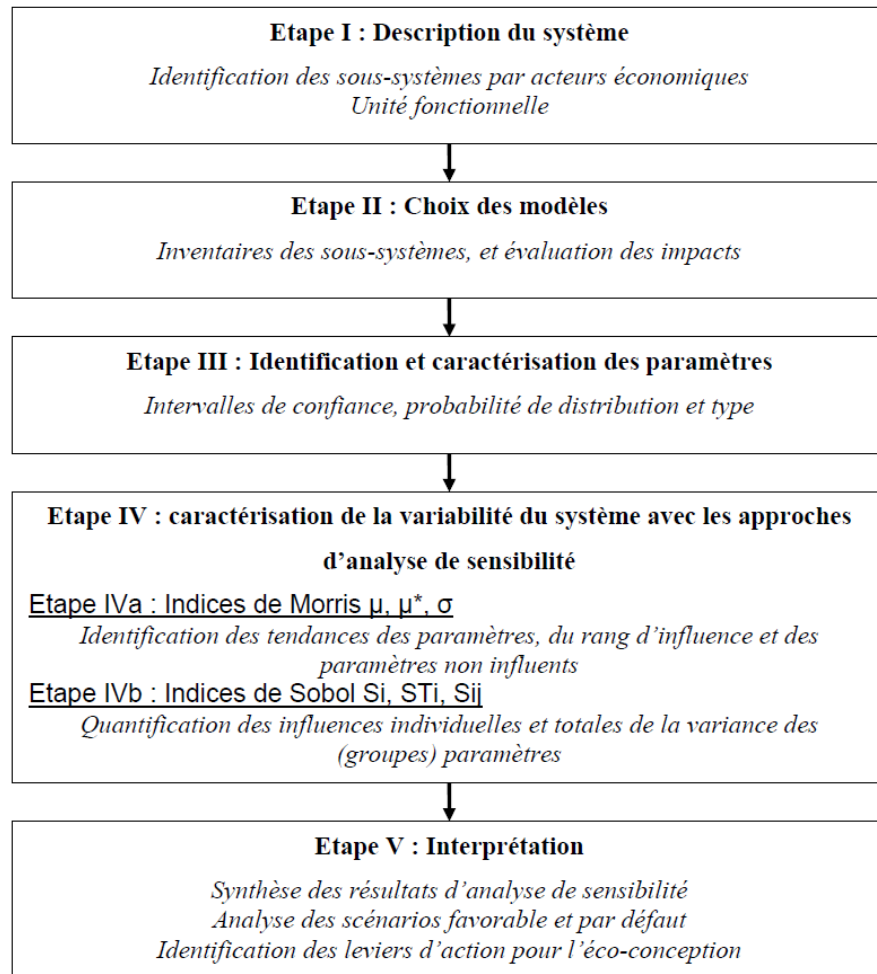 Etape I : Description du système
Identification des sous-systèmes par acteurs économiques
Unité fonctionnelle
Etape II : Choix des modèles
Inventaires des sous-systèmes, et évaluation des impacts
Etape III : Identification et caractérisation des paramètres
Intervalles de confiance, probabilité de distribution et type
Etape IV : caractérisation de la variabilité du système avec les approches
d’analyse de sensibilité
Etape IVa : Indices de Morris μ, μ*, σ
Identification des tendances des paramètres, du rang d’influence et des
paramètres non influents
Etape IVb : Indices de Sobol Si, STi, Sij
Quantification des influences individuelles et totales de la variance des
(groupes) paramètres
Etape V : Interprétation
Synthèse des résultats d’analyse de sensibilité
Analyse des scénarios favorable et par défaut
Identification des leviers d’action pour l’éco-conception